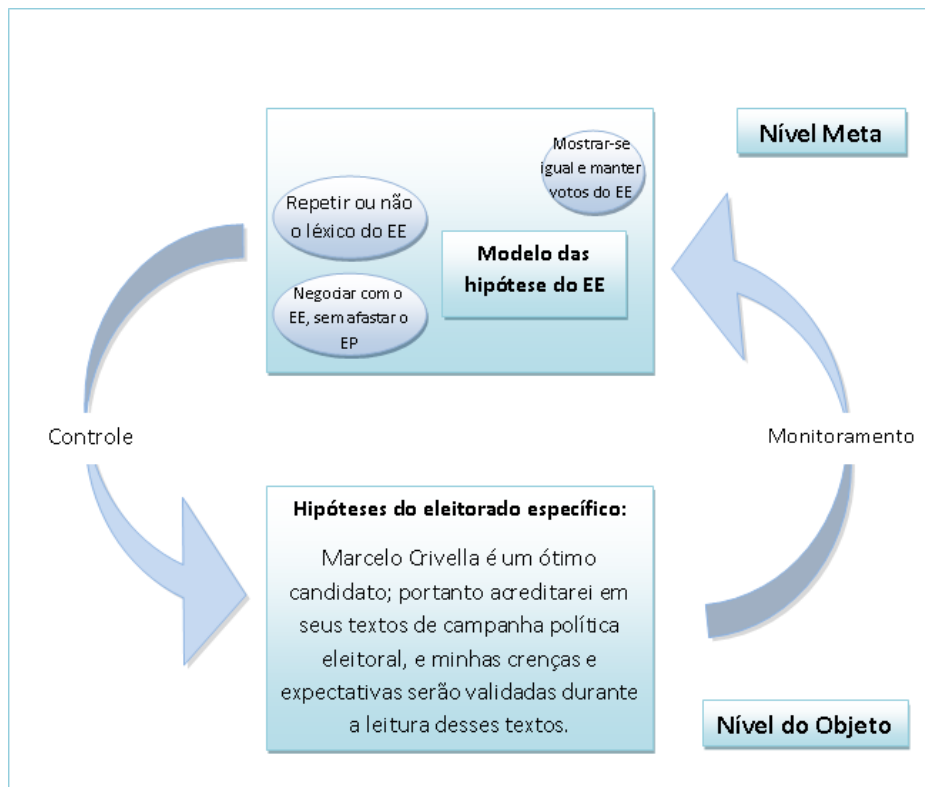 Nível Meta
Mostrar-se
igual e manter
votos do EE
Repetir ou não
o léxico do EE
Modelo das
hipótese do EE
Negociar com o
EE, sem afastar o
EP
Controle
Monitoramento
Hipóteses do eleitorado específico:
Marcelo Crivella é um ótimo
candidato; portanto acreditarei em
seus textos de campanha política
eleitoral, e minhas crenças e
expectativas serão validadas durante
a leitura desses textos.
Nível do Objeto